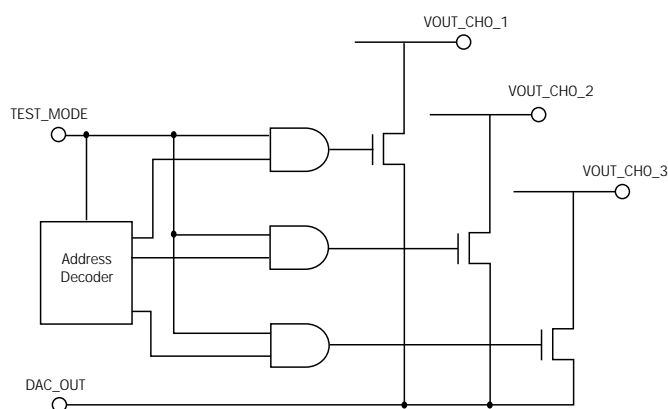 VOUT_CHO_1
VOUT_CHO_2
TEST_MODE
VOUT_CHO_3
Address
Decoder
DAC_OUT